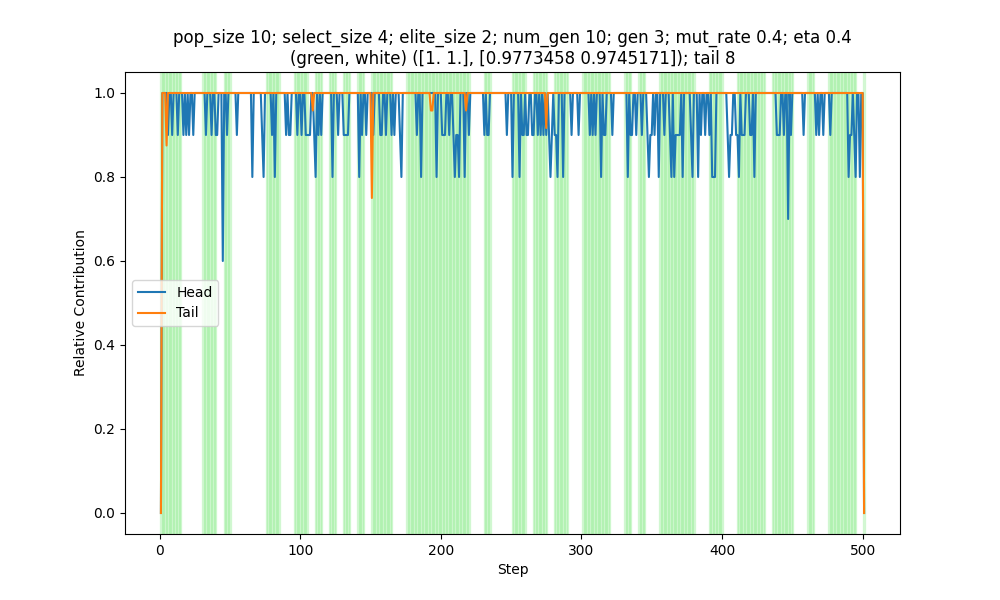 pop_size 10; select_size 4; elite_size 2; num_gen 10; gen 3; mut_rate 0.4; eta 0.4
(green, white) ([1. 1.], [0.9773458 0.9745171]); tail 8
1.0
0.8
0.6
0.4
0.2
0.0
Relative Contribution
Head
Tail
0
100
200
300
400
500
Step